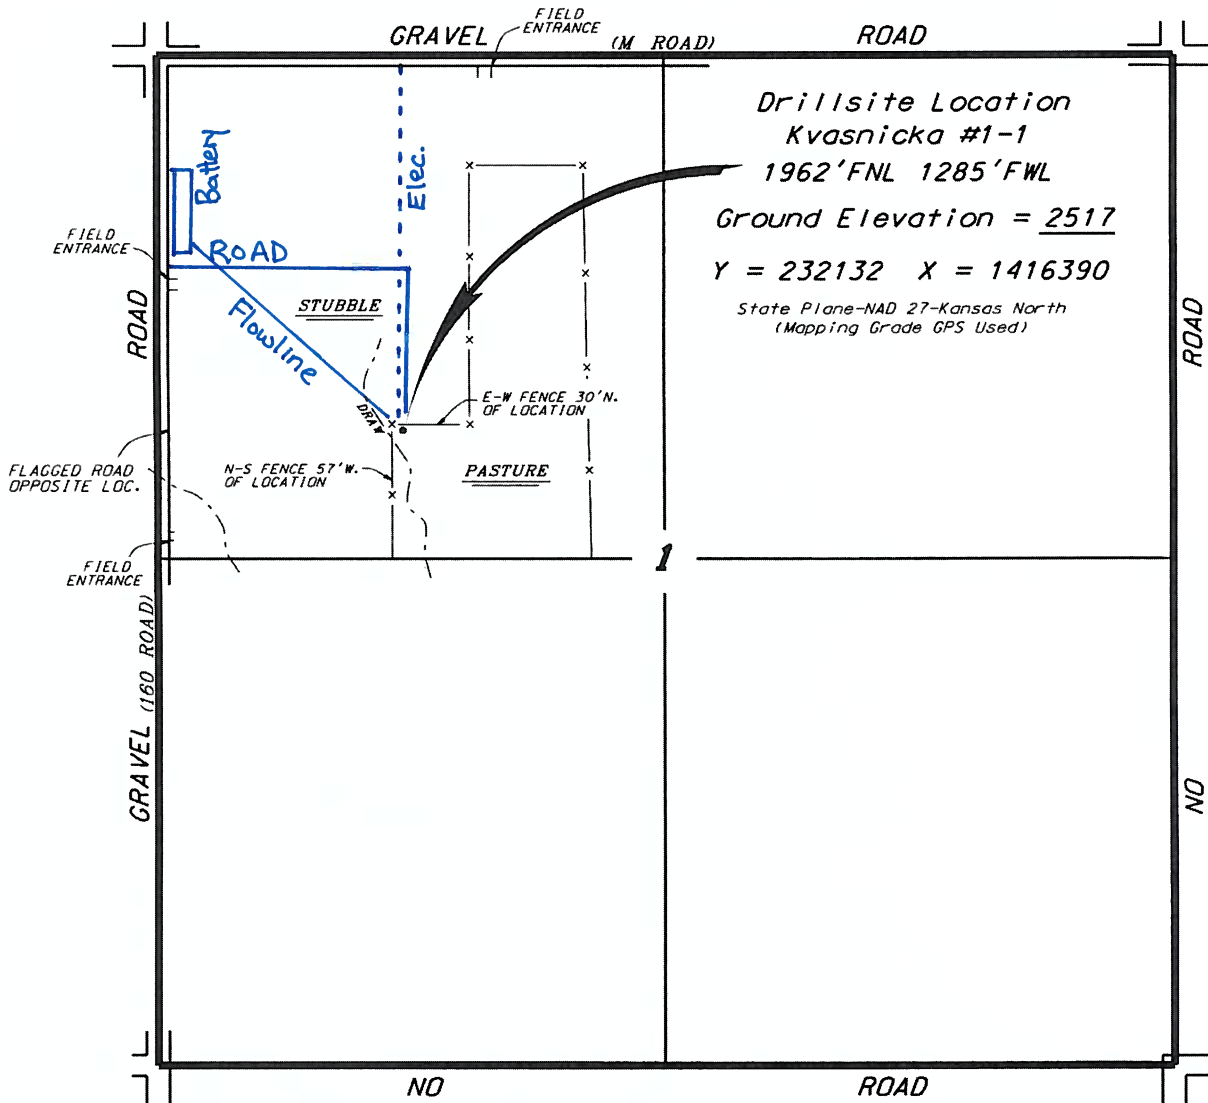 FIELD
ENTRANCE
GRAVEL (M ROAD) ROAD
Drillsite Location
Kvasnicka #1-1
1962'FNL 1285'FWL
Ground Elevation = 2517
Y = 232132 X = 1416390
State Plane-NAD 27-Kansas North
(Mapping Grade GPS Used)
Battery
Elec.
FIELD
ENTRANCE
ROAD
STUBBLE
Flowline
ROAD
ROAD
E-W FENCE 30'N.
OF LOCATION
DRAW
FLAGGED ROAD
OPPOSITE LOC.
N-S FENCE 57'W.
OF LOCATION
PASTURE
FIELD
ENTRANCE
1
GRAVEL (160 ROAD)
NO
NO ROAD